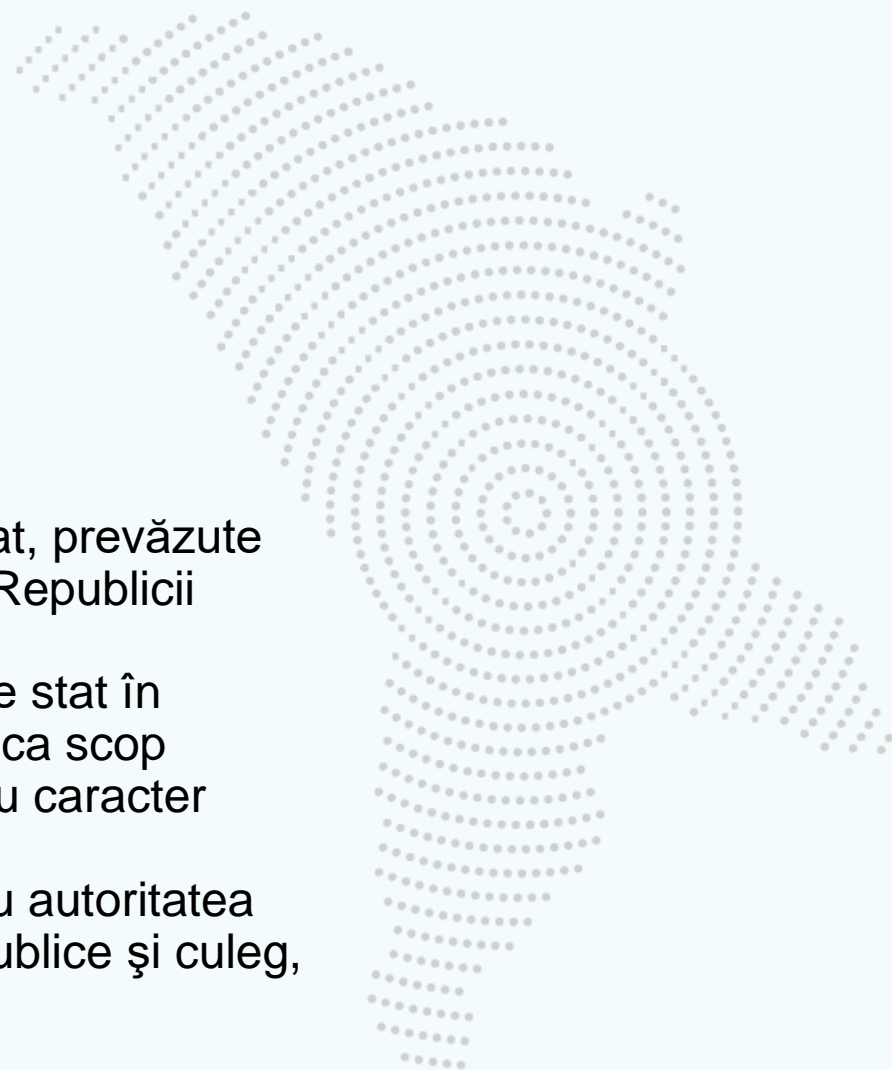 at, prevăzute
Republicii
e stat în
ca scop
u caracter
u autoritatea
ublice şi culeg,